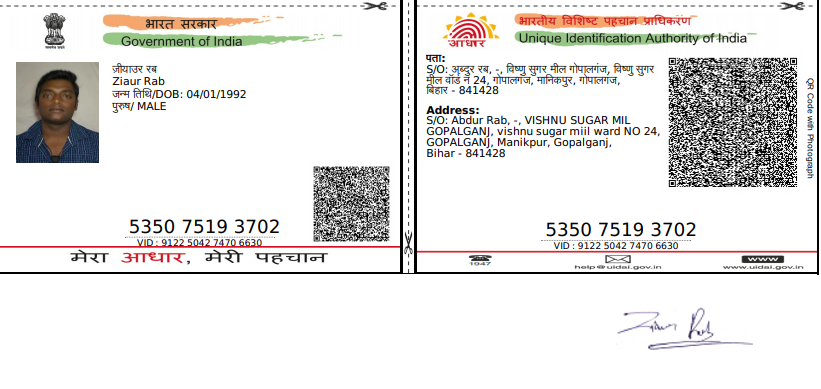 भारत सरकार
Government of India
ज़ीयाउर रब
Ziaur Rab
जन्म तिथि/DOB: 04/01/1992
पुरुष/ MALE
5350 7519 3702
VID : 9122 5042 7470 6630
मेरा आधार, मेरी पहचान
भारतीय विशिष्ट पहचान प्राधिकरण
Unique Identification Authority of India
आधार
पता:
S/O: अब्दुर रब, -, विष्णु सुगर मील गोपालगंज, विष्णु सुगर
मील वॉर्ड न 24, गोपालगंज, मानिकपुर, गोपालगंज,
बिहार - 841428
Address:
S/O: Abdur Rab, -, VISHNU SUGAR MIL
GOPALGANJ, vishnu sugar miil ward NO 24,
GOPALGANJ, Manikpur, Gopalganj,
Bihar - 841428
QR Code with Photograph
5350 7519 3702
VID : 9122 5042 7470 6630
1947
help@uidai.gov.in
www
www.uidai.gov.in
Ziaur Rab